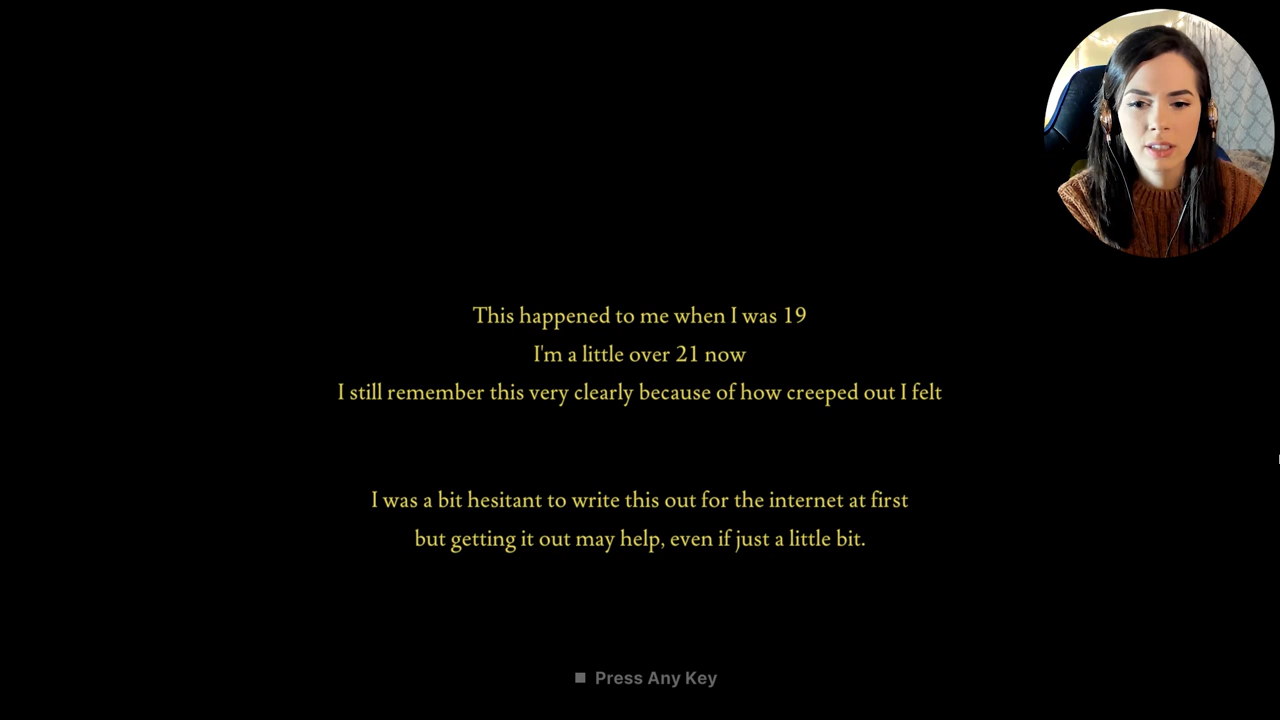 This happened to me when I was 19
I'm a little over 21 now
I still remember this very clearly because of how creeped out I felt
I was a bit hesitant to write this out for the internet at first
but getting it out may help, even if just a little bit.
Press Any Key